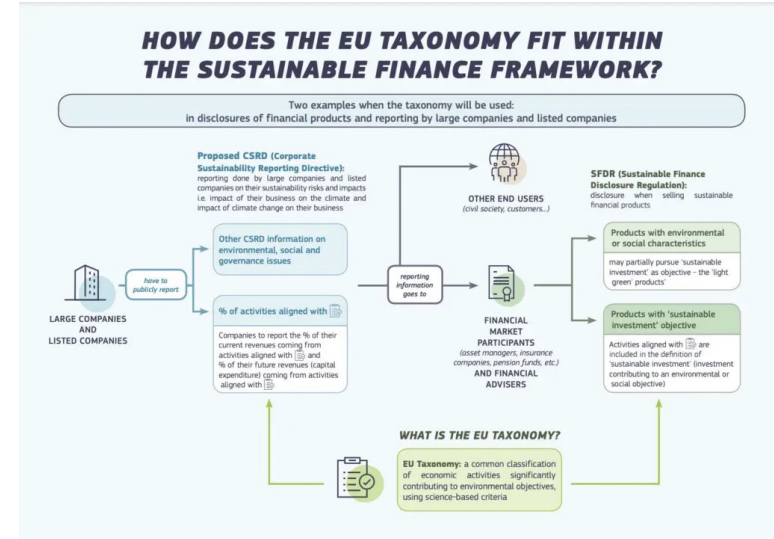 HOW DOES THE EU TAXONOMY FIT WITHIN
THE SUSTAINABLE FINANCE FRAMEWORK?
Two examples when the taxonomy will be used:
in disclosures of financial products and reporting by large companies and listed companies
Proposed CSRD (Corporate
Sustainability Reporting Directive):
reporting done by large companies and listed
companies on their sustainability risks and impacts
i.e. impact of their business on the climate and
impact of climate change on their business
OTHER END USERS
(civil society, customers...)
SFDR (Sustainable Finance
Disclosure Regulation):
disclosure when selling sustainable
financial products
LARGE COMPANIES
AND
LISTED COMPANIES
have to
publicly report
Other CSRD information on
environmental, social and
governance issues
% of activities aligned with
Companies to report the % of their
current revenues coming from
activities aligned with and
% of their future revenues (capital
expenditure) coming from activities
aligned with
reporting
information
goes to
FINANCIAL
MARKET
PARTICIPANTS
(asset managers, insurance
companies, pension funds, etc.)
AND FINANCIAL
ADVISERS
Products with environmental
or social characteristics
may partially pursue 'sustainable
investment' as objective - the 'light
green' products'
Products with 'sustainable
investment' objective
Activities aligned with are
included in the definition of
'sustainable investment' (investment
contributing to an environmental or
social objective)
WHAT IS THE EU TAXONOMY?
EU Taxonomy: a common classification
of economic activities significantly
contributing to environmental objectives,
using science-based criteria